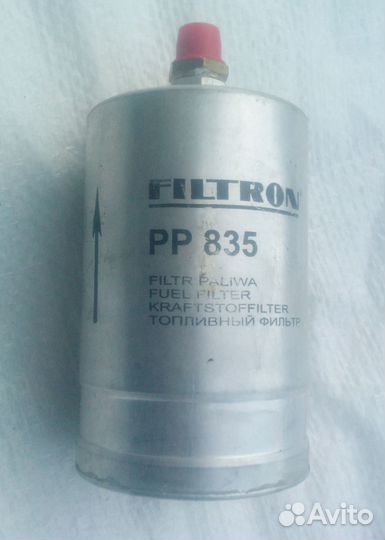 FILTRON
PP 835
FILTR PALIWA
FUEL FILTER
KRAFTSTOFFILTER
ТОПЛИВНЫЙ ФИЛЬТР
Avito